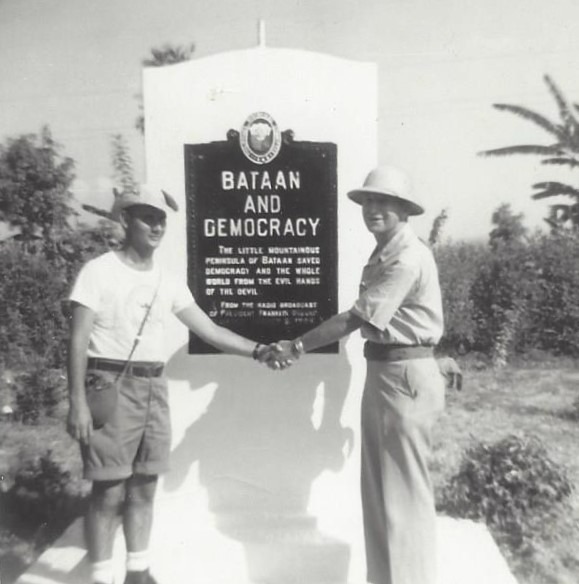 BATAAN
AND
DEMOCRACY
THE LITTLE MOUNTAINOUS
PENINSULA OF BATAAN SAVED
DEMOCRACY AND THE WHOLE
WORLD FROM THE EVIL HANDS
OF THE DEVIL
FROM THE RADIO BROADCAST
OF PRESIDENT FRANKLIN